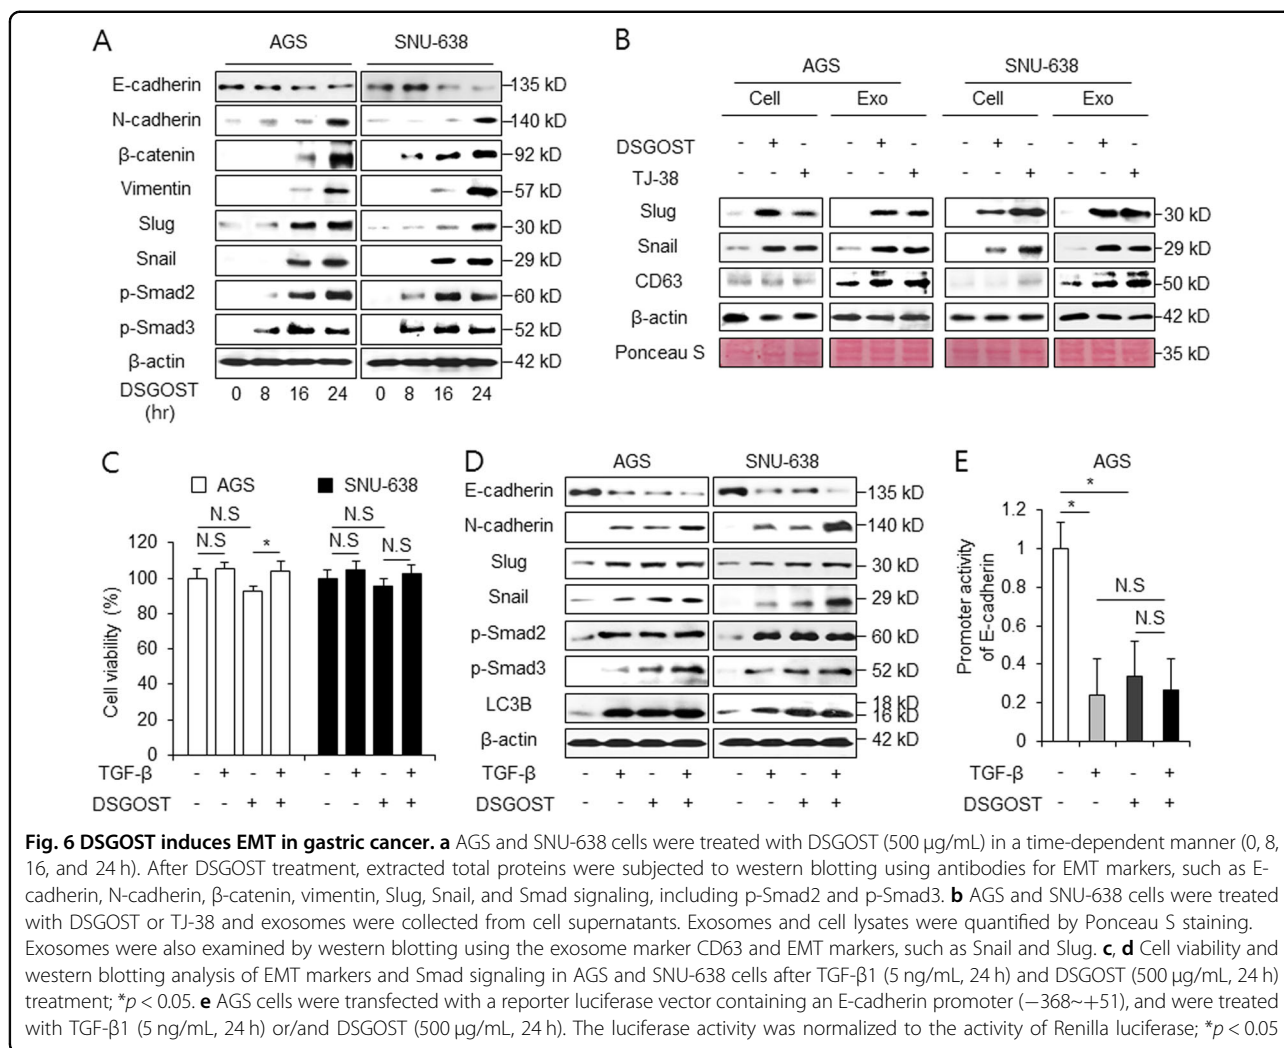 A
AGS SNU-638
E-cadherin 135 kD
N-cadherin 140 kD
β-catenin 92 kD
Vimentin 57 kD
Slug 30 kD
Snail 29 kD
p-Smad2 60 kD
p-Smad3 52 kD
β-actin 42 kD
DSGOST 0 8 16 24 0 8 16 24
(hr)
B
AGS SNU-638
Cell Exo Cell Exo
DSGOST - + - - + - - + - - + -
TJ-38 - - + - - + - - + - - +
Slug 30 kD
Snail 29 kD
CD63 50 kD
β-actin 42 kD
Ponceau S 35 kD
C
AGS SNU-638
N.S N.S
N.S * N.S N.S
Cell viability (%)
120
100
80
60
40
20
0
TGF-β - + - + - + - +
DSGOST - - + + - - + +
D
AGS SNU-638
E-cadherin 135 kD
N-cadherin 140 kD
Slug 30 kD
Snail 29 kD
p-Smad2 60 kD
p-Smad3 52 kD
LC3B 18 kD
16 kD
β-actin 42 kD
TGF-β - + - + - + - +
DSGOST - - + + - - + +
E
AGS
*
*
N.S
N.S
Promoter activity
of E-cadherin
1.2
1
0.8
0.6
0.4
0.2
0
TGF-β - + - +
DSGOST - - + +
Fig. 6 DSGOST induces EMT in gastric cancer. a AGS and SNU-638 cells were treated with DSGOST (500 μg/mL) in a time-dependent manner (0, 8,
16, and 24 h). After DSGOST treatment, extracted total proteins were subjected to western blotting using antibodies for EMT markers, such as E-
cadherin, N-cadherin, β-catenin, vimentin, Slug, Snail, and Smad signaling, including p-Smad2 and p-Smad3. b AGS and SNU-638 cells were treated
with DSGOST or TJ-38 and exosomes were collected from cell supernatants. Exosomes and cell lysates were quantified by Ponceau S staining.
Exosomes were also examined by western blotting using the exosome marker CD63 and EMT markers, such as Snail and Slug. c, d Cell viability and
western blotting analysis of EMT markers and Smad signaling in AGS and SNU-638 cells after TGF-β1 (5 ng/mL, 24 h) and DSGOST (500 μg/mL, 24 h)
treatment; *p < 0.05. e AGS cells were transfected with a reporter luciferase vector containing an E-cadherin promoter (−368~+51), and were treated
with TGF-β1 (5 ng/mL, 24 h) or/and DSGOST (500 μg/mL, 24 h). The luciferase activity was normalized to the activity of Renilla luciferase; *p < 0.05